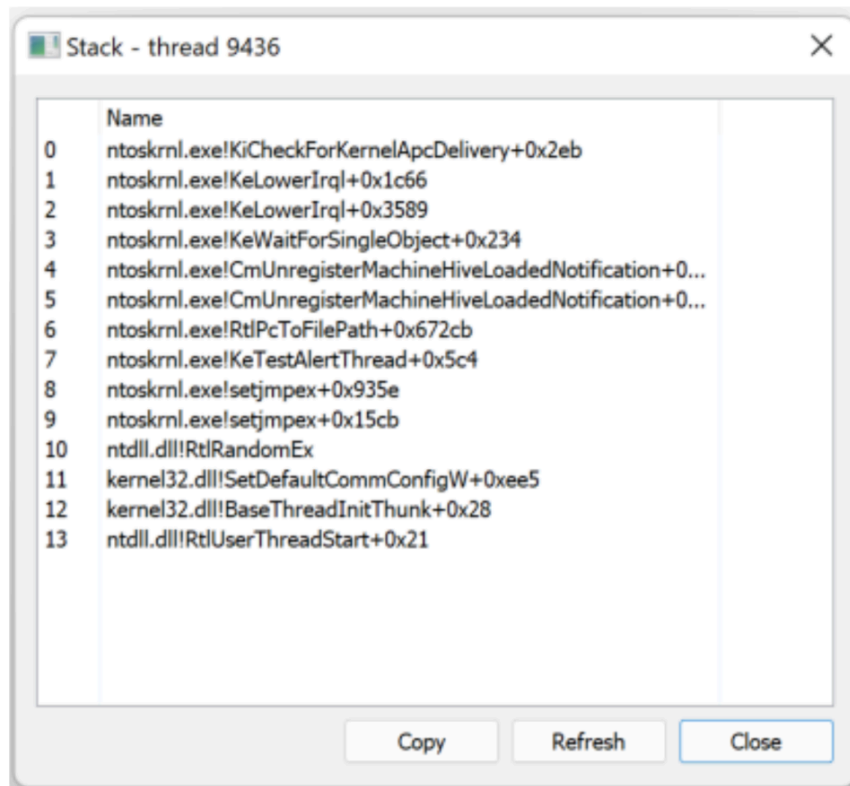 Stack - thread 9436
Name
0 ntoskrnl.exe!KiCheckForKernelApcDelivery+0x2eb
1 ntoskrnl.exe!KeLowerIrql+0x1c66
2 ntoskrnl.exe!KeLowerIrql+0x3589
3 ntoskrnl.exe!KeWaitForSingleObject+0x234
4 ntoskrnl.exe!CmUnregisterMachineHiveLoadedNotification+0...
5 ntoskrnl.exe!CmUnregisterMachineHiveLoadedNotification+0...
6 ntoskrnl.exe!RtlPcToFilePath+0x672cb
7 ntoskrnl.exe!KeTestAlertThread+0x5c4
8 ntoskrnl.exe!setjmpex+0x935e
9 ntoskrnl.exe!setjmpex+0x15cb
10 ntdll.dll!RtlRandomEx
11 kernel32.dll!SetDefaultCommConfigW+0xee5
12 kernel32.dll!BaseThreadInitThunk+0x28
13 ntdll.dll!RtlUserThreadStart+0x21
Copy Refresh Close